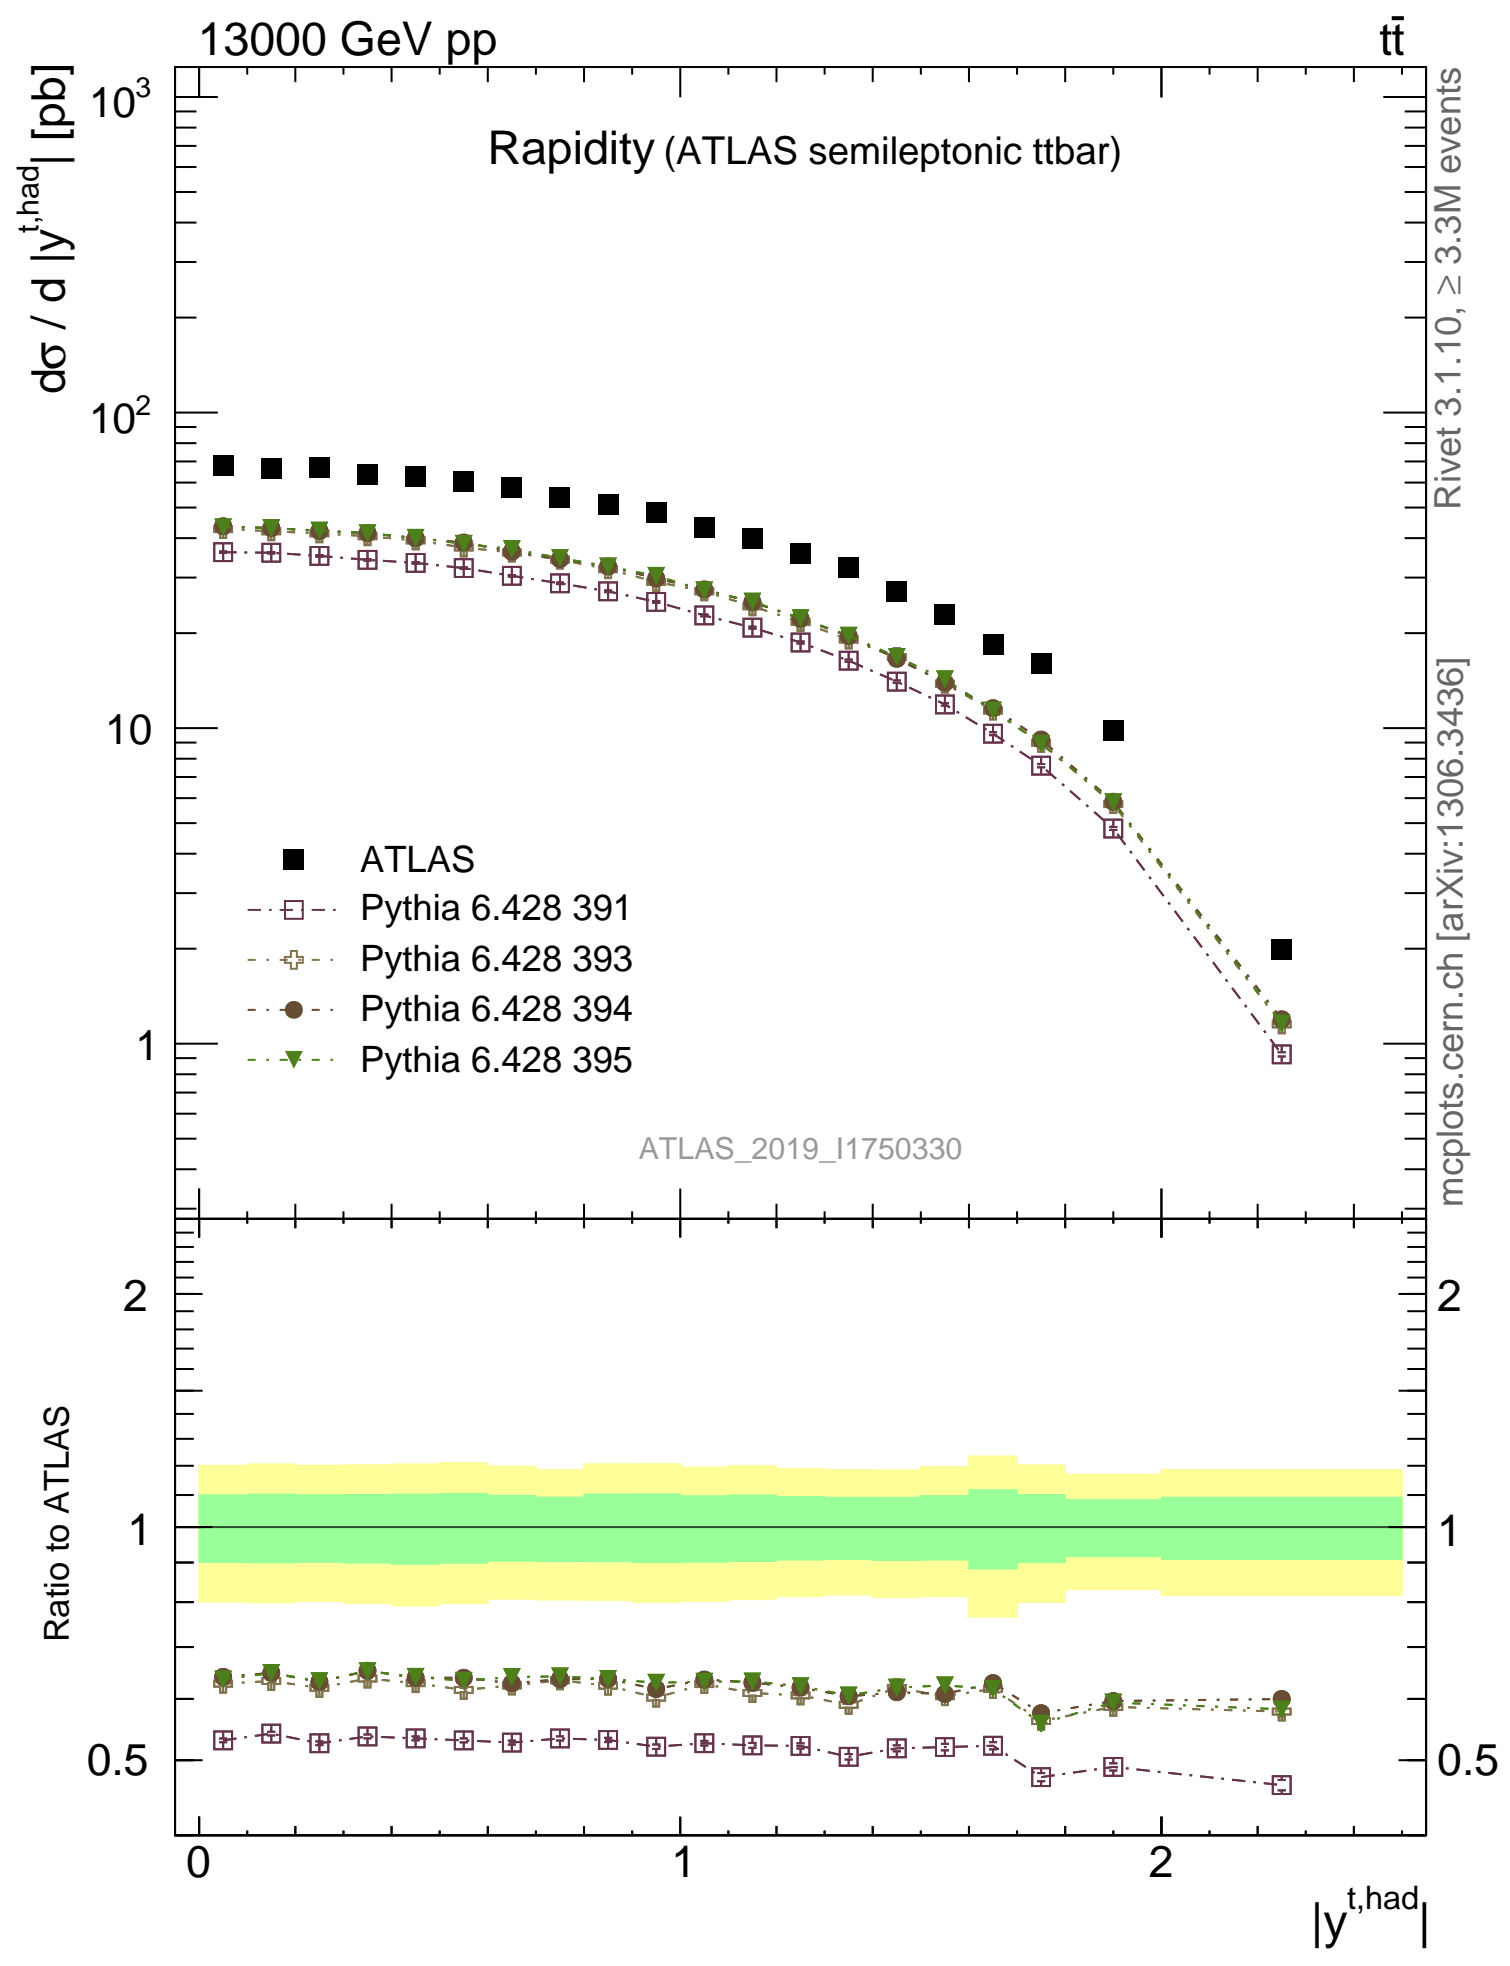 13000 GeV pp
tt̄
dσ / d |y^{t,had}| [pb]
10³
10²
10
1
Rapidity (ATLAS semileptonic ttbar)
ATLAS
Pythia 6.428 391
Pythia 6.428 393
Pythia 6.428 394
Pythia 6.428 395
ATLAS_2019_I1750330
Rivet 3.1.10, ≥ 3.3M events
mcplots.cern.ch [arXiv:1306.3436]
Ratio to ATLAS
2
1
0.5
2
1
0.5
0
1
2
|y^{t,had}|